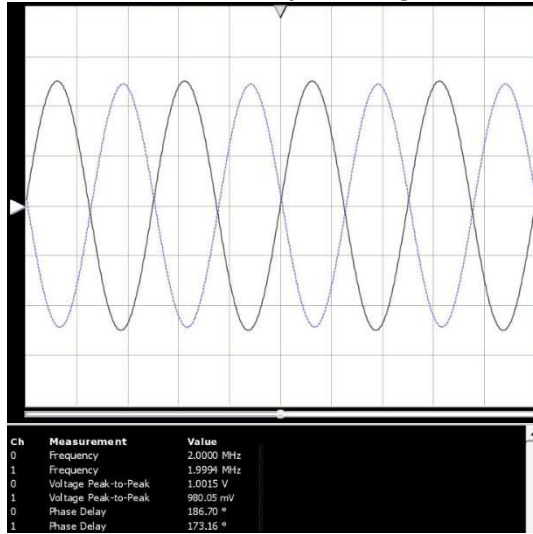 Ch Measurement Value
0 Frequency 2.0000 MHz
1 Frequency 1.9994 MHz
0 Voltage Peak-to-Peak 1.0015 V
1 Voltage Peak-to-Peak 980.05 mV
0 Phase Delay 186.70 °
1 Phase Delay 173.16 °